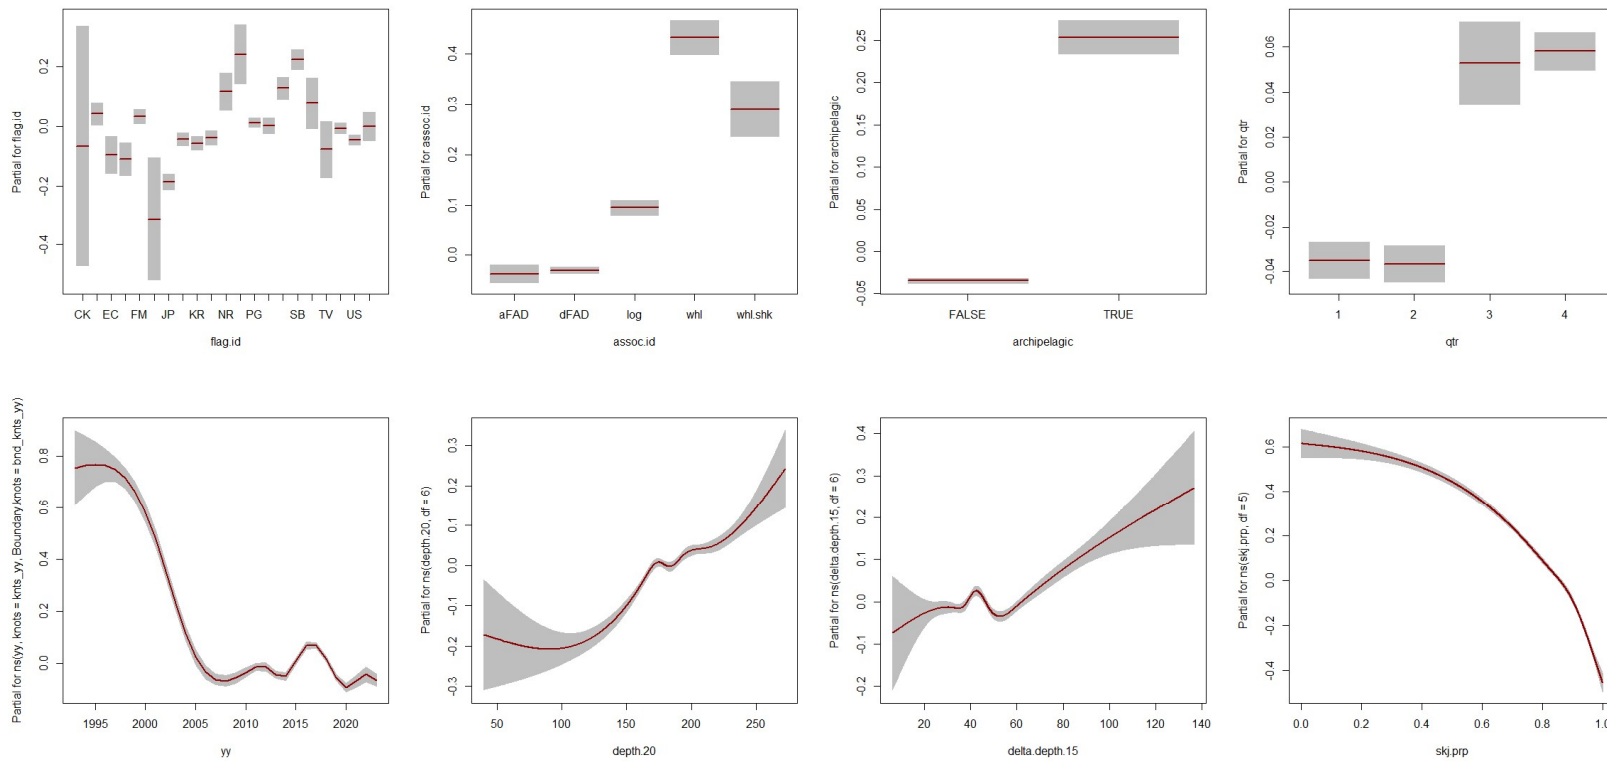 Partial for flag.id
0.2
0.0
-0.2
-0.4
CK EC FM JP KR NR PG SB TV US
flag.id
Partial for assoc.id
0.4
0.3
0.2
0.1
0.0
aFAD dFAD log whl whl.shk
assoc.id
Partial for archipelagic
0.25
0.20
0.15
0.10
0.05
0.00
-0.05
FALSE TRUE
archipelagic
Partial for qtr
0.06
0.04
0.02
0.00
-0.02
-0.04
1 2 3 4
qtr
Partial for ns(yy, knots = knts_yy, Boundary.knots = bnd_knts_yy)
0.8
0.6
0.4
0.2
0.0
1995 2000 2005 2010 2015 2020
yy
Partial for ns(depth.20, df = 6)
0.3
0.2
0.1
0.0
-0.1
-0.2
-0.3
50 100 150 200 250
depth.20
Partial for ns(delta.depth.15, df = 6)
0.4
0.3
0.2
0.1
0.0
-0.1
-0.2
20 40 60 80 100 120 140
delta.depth.15
Partial for ns(skj.prp, df = 5)
0.6
0.4
0.2
0.0
-0.2
-0.4
0.0 0.2 0.4 0.6 0.8 1.0
skj.prp